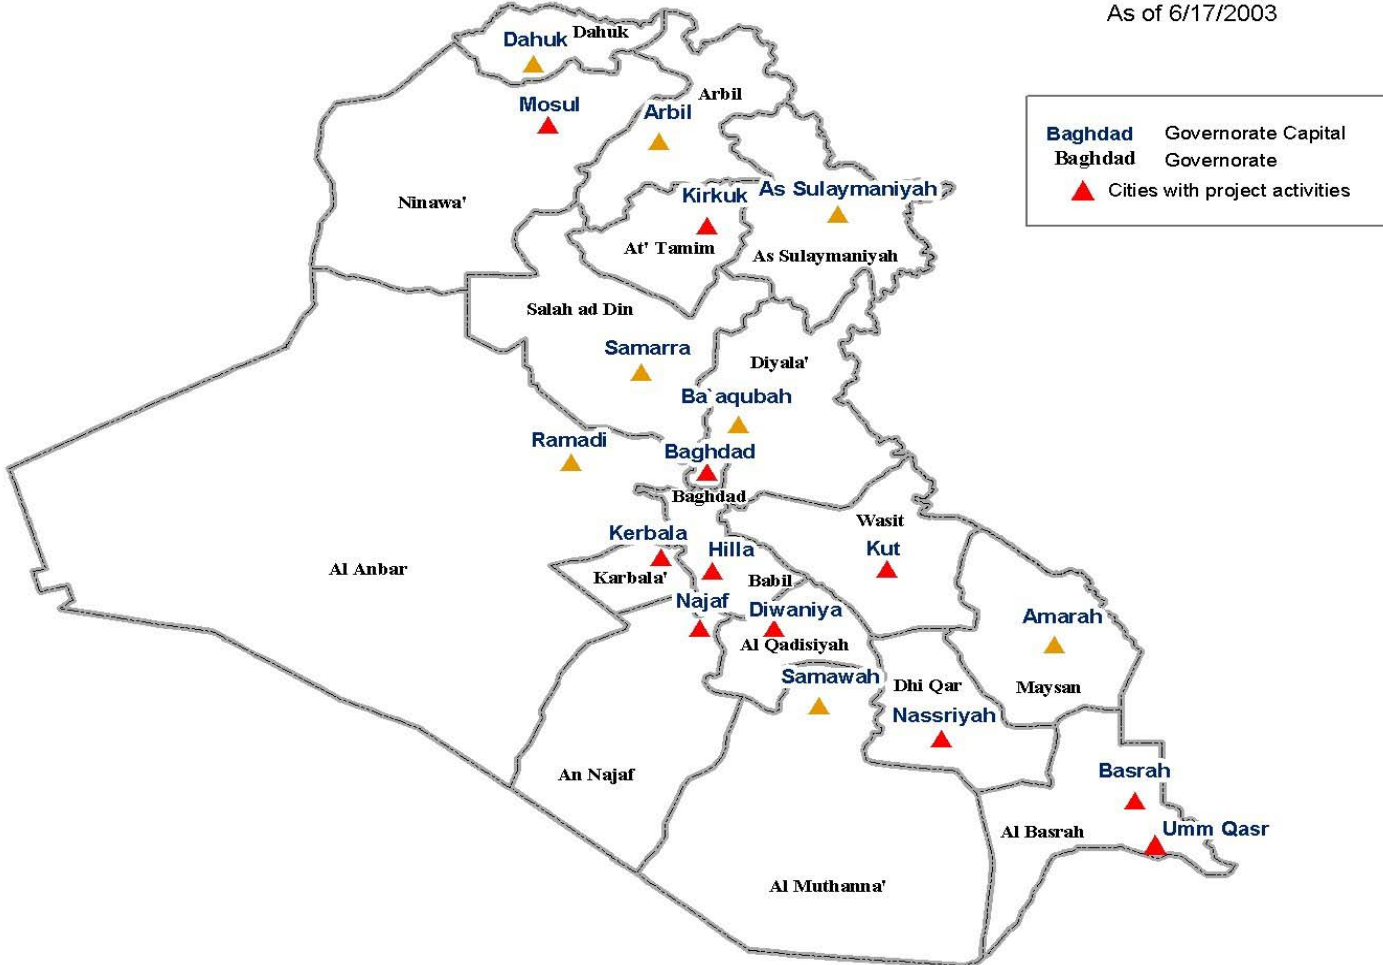 As of 6/17/2003
Dahuk
Dahuk
Arbil
Mosul
Arbil
Baghdad Governorate Capital
Baghdad Governorate
Cities with project activities
Kirkuk
As Sulaymaniyah
Ninawa'
At' Tamim
As Sulaymaniyah
Salah ad Din
Samarra
Diyala'
Ba`aqubah
Ramadi
Baghdad
Baghdad
Wasit
Kerbala
Hilla
Kut
Al Anbar
Karbala'
Babil
Najaf
Diwaniya
Amarah
Al Qadisiyah
Samawah
Dhi Qar
Maysan
Nassriyah
An Najaf
Basrah
Al Basrah
Umm Qasr
Al Muthanna'